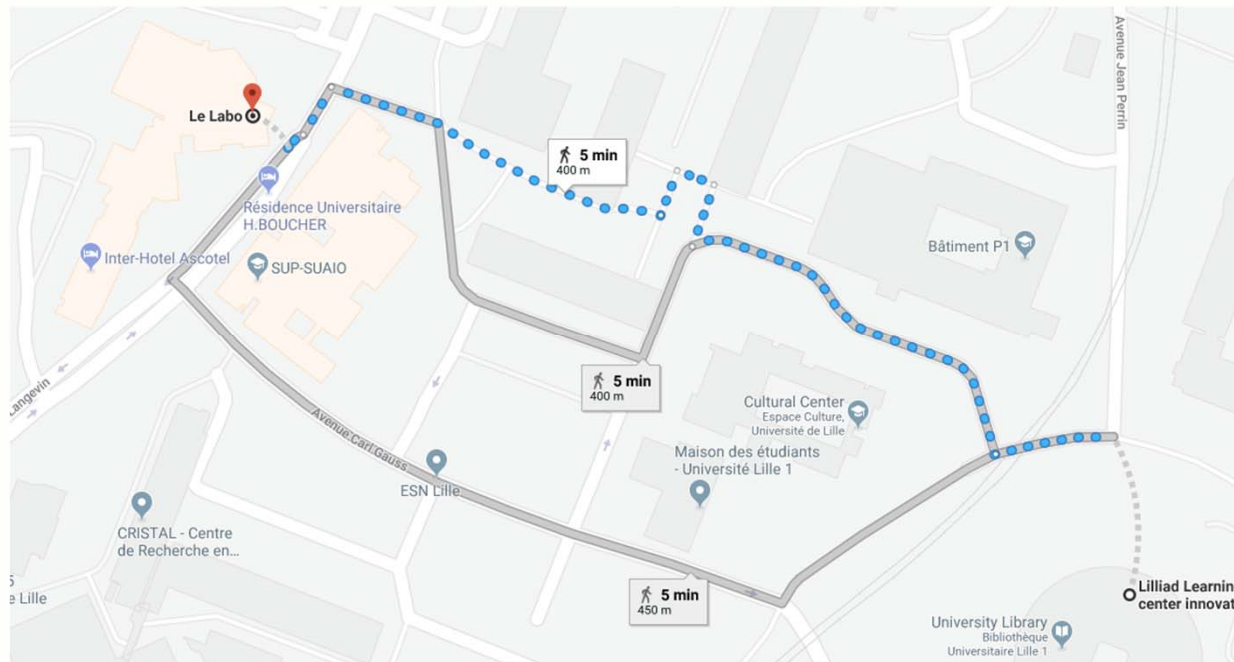 Avenue Jean Perrin
Le Labo
5 min
400 m
Résidence Universitaire
H.BOUCHER
Inter-Hotel Ascotel
SUP-SUAIO
Bâtiment P1
5 min
400 m
Langevin
Cultural Center
Espace Culture,
Université de Lille
Avenue Carl Gauss
Maison des étudiants
- Université Lille 1
ESN Lille
CRISTAL - Centre
de Recherche en...
5
e Lille
5 min
450 m
Lilliad Learnin
center innovat
University Library
Bibliothèque
Universitaire Lille 1